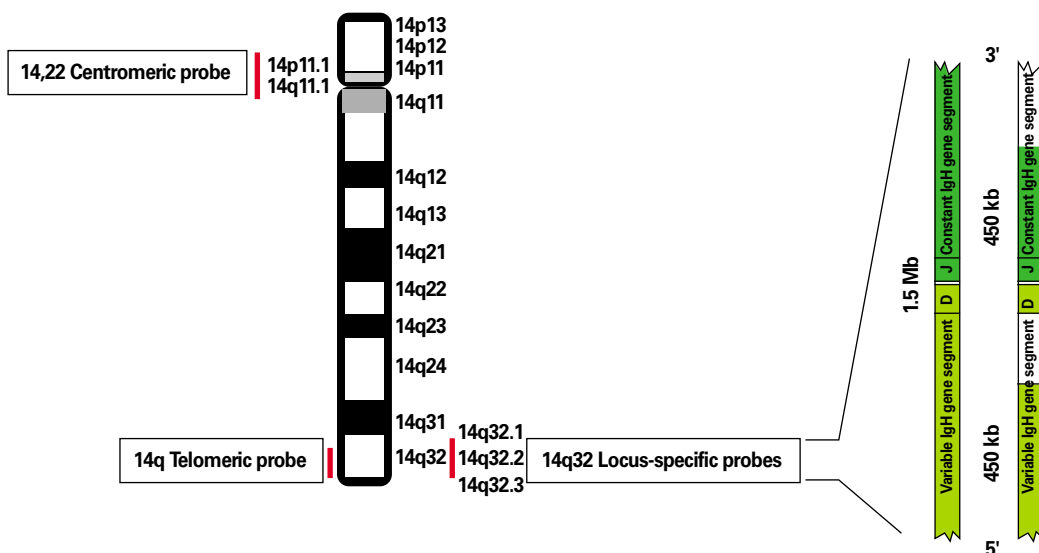 14,22 Centromeric probe
14p11.1
14q11.1
14p13
14p12
14p11
14q11
14q12
14q13
14q21
14q22
14q23
14q24
14q31
14q32
14q Telomeric probe
14q32.1
14q32.2
14q32.3
14q32 Locus-specific probes
1.5 Mb
Constant IgH gene segment
J
D
Variable IgH gene segment
3'
450 kb
450 kb
5'
Constant IgH gene segment
J
D
Variable IgH gene segment